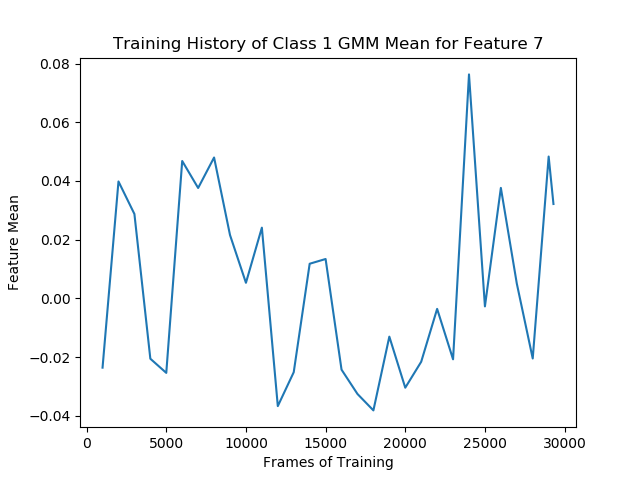 Training History of Class 1 GMM Mean for Feature 7
0.08
0.06
0.04
0.02
0.00
−0.02
−0.04
Feature Mean
0 5000 10000 15000 20000 25000 30000
Frames of Training